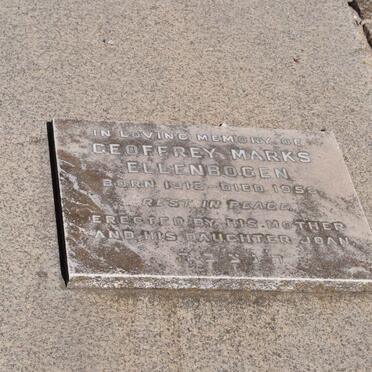 IN LOVING MEMORY OF
GEOFFREY MARKS
ELLENBOGEN
BORN 1912 DIED 1952
REST IN PEACE
ERECTED BY HIS MOTHER
AND HIS DAUGHTER JOAN